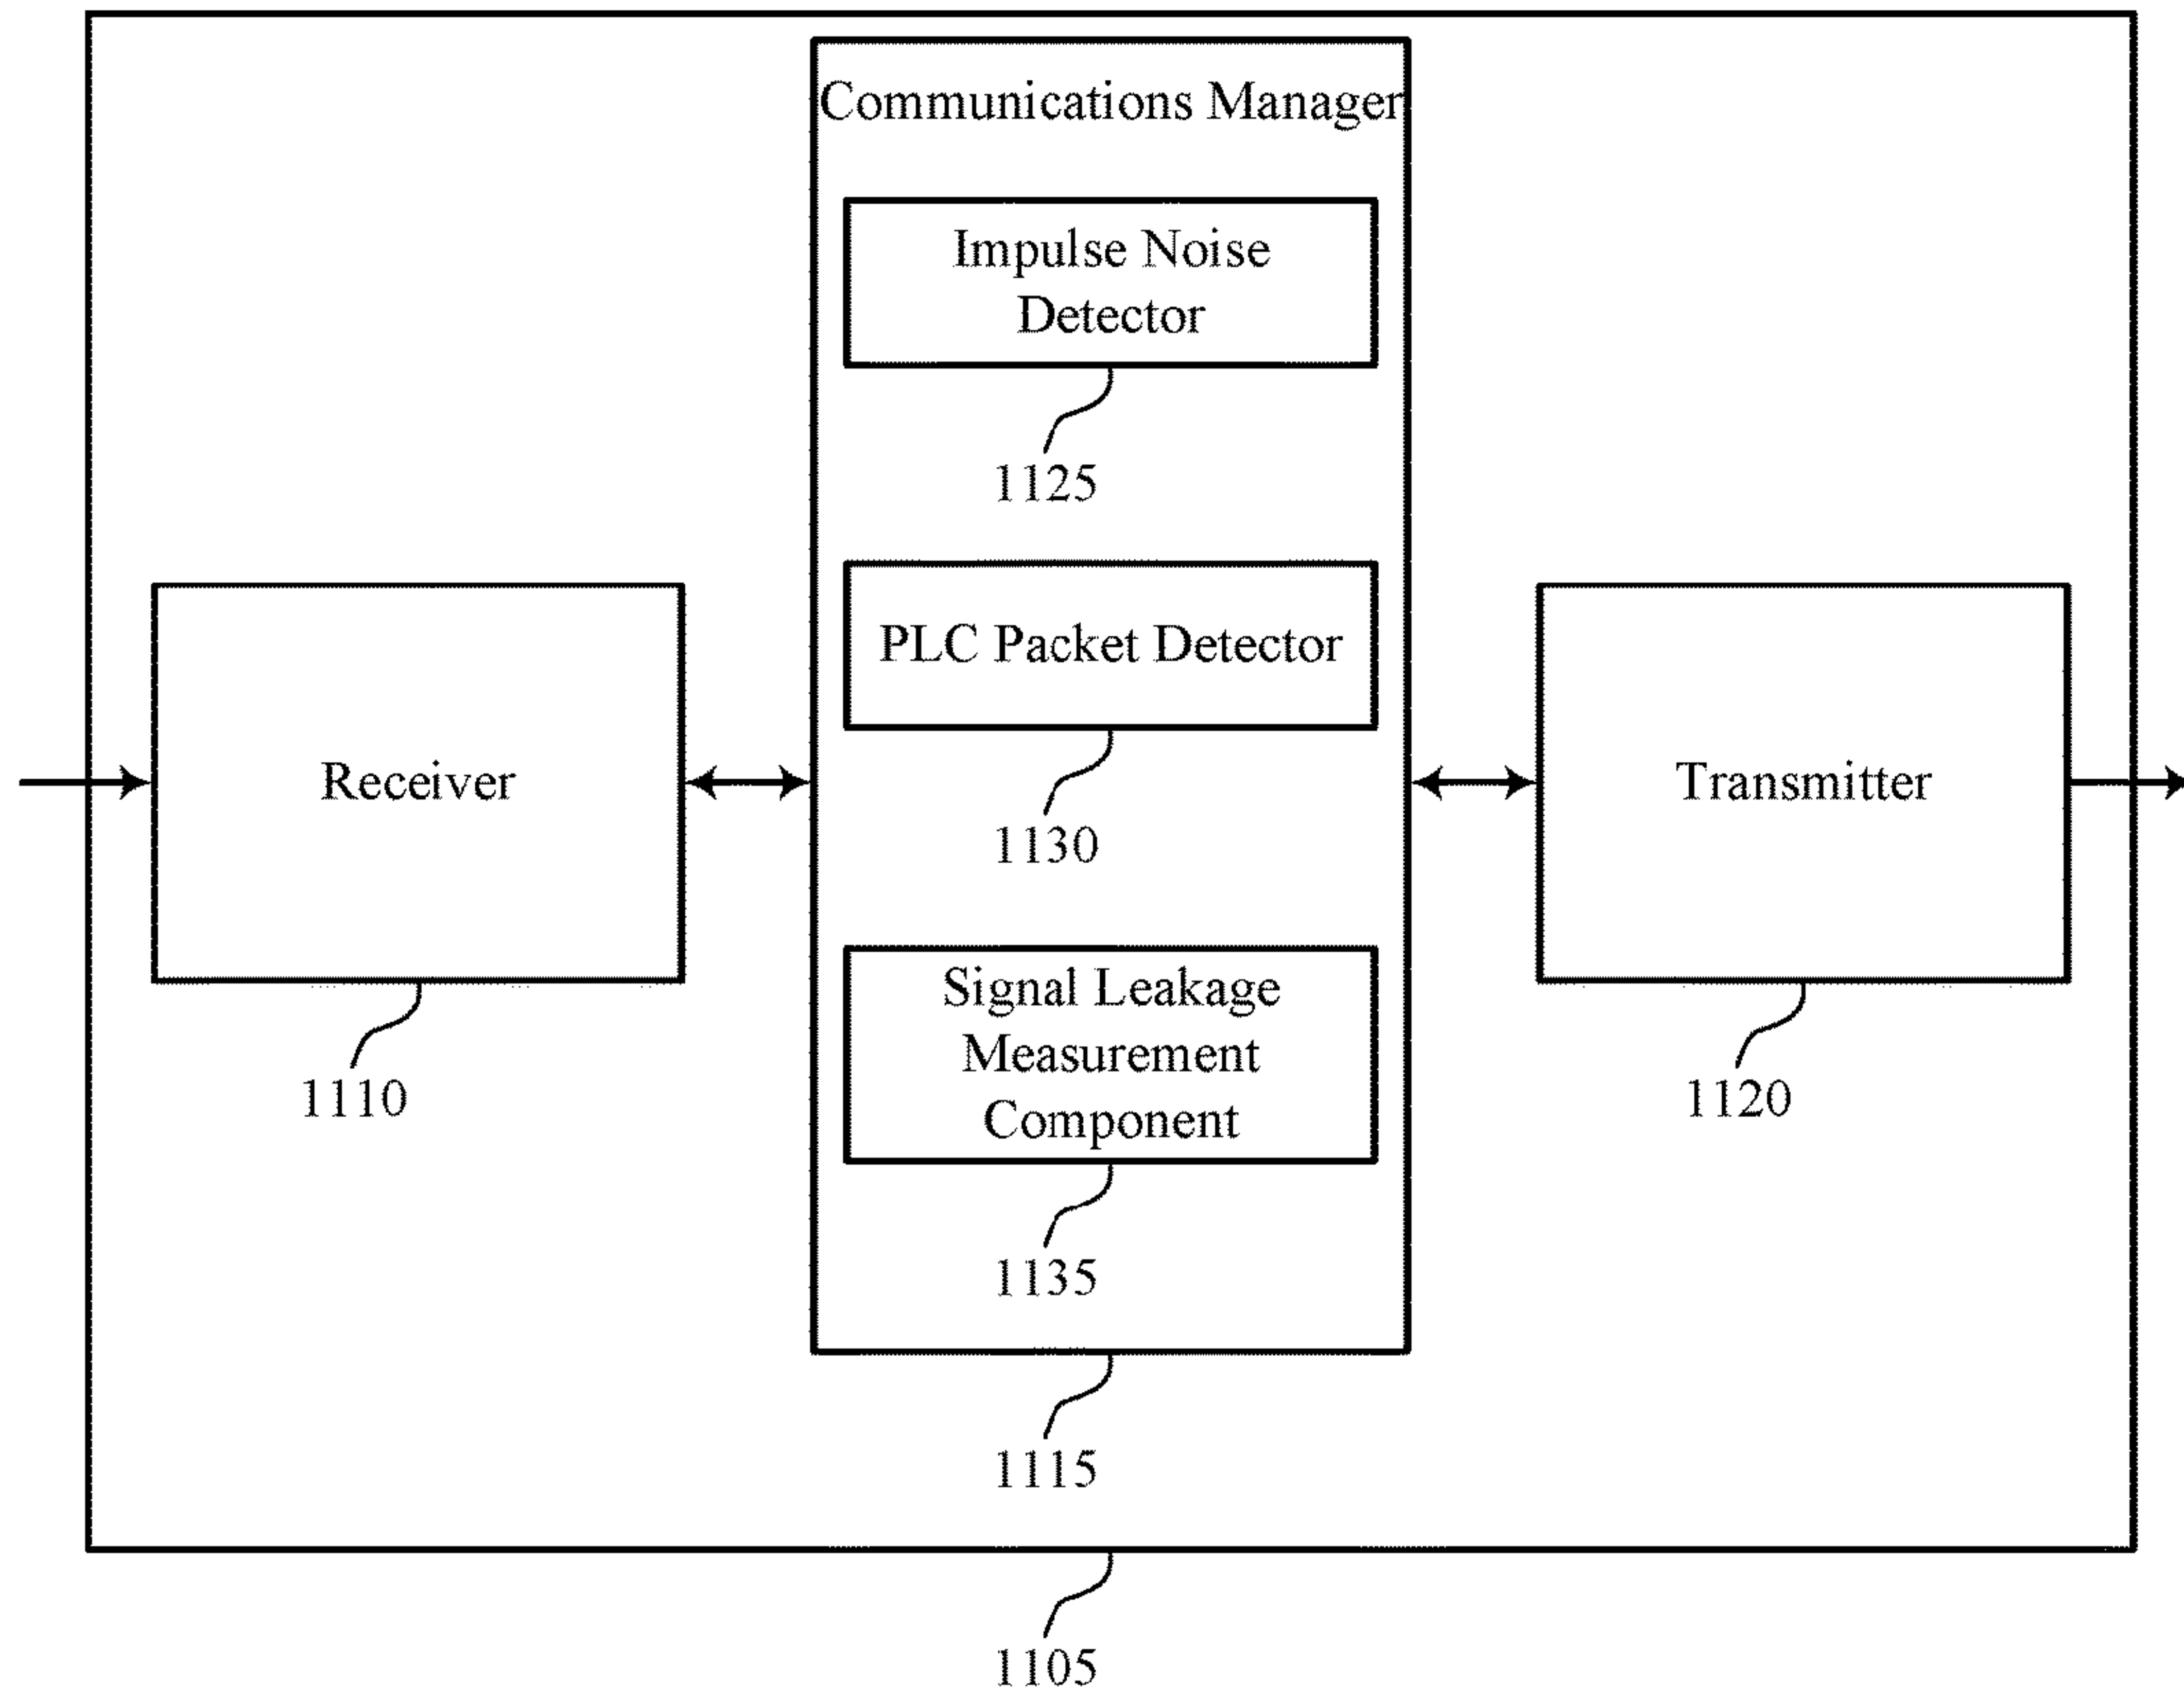 Communications Manager
Impulse Noise
Detector
1125
PLC Packet Detector
1130
Receiver
1110
Signal Leakage
Measurement
Component
1135
Transmitter
1120
1115
1105